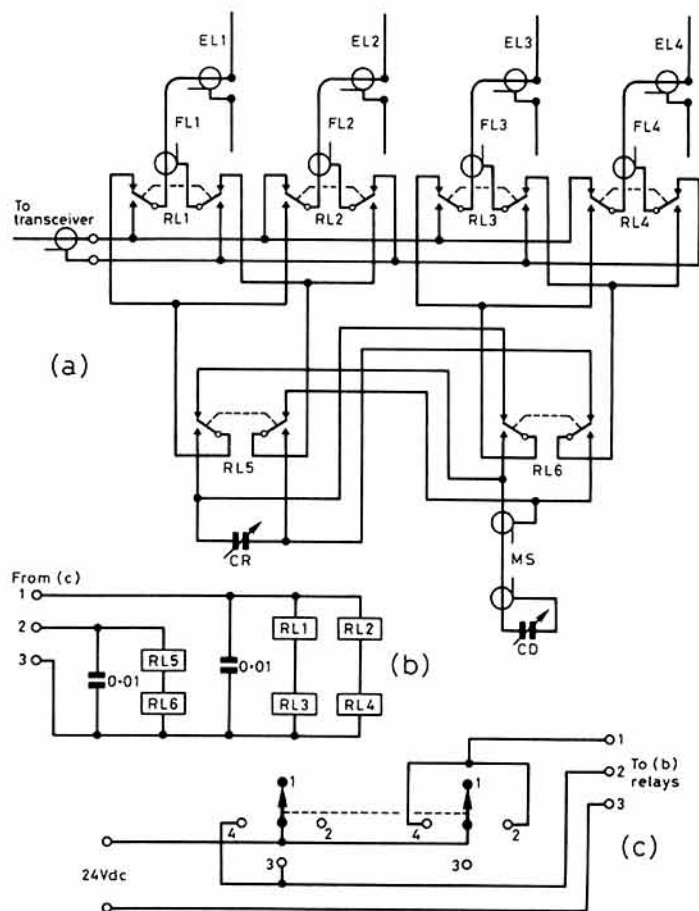 EL1 EL2 EL3 EL4
FL1 FL2 FL3 FL4
To
transceiver
RL1 RL2 RL3 RL4
(a)
RL5 RL6
CR
MS
CD
From (c)
1
2
3
0·01
RL5
RL6
0·01
RL1 RL2
RL3 RL4
(b)
1 1
4 2 4 2
3 3
24Vdc
1
2
3
To (b)
relays
(c)